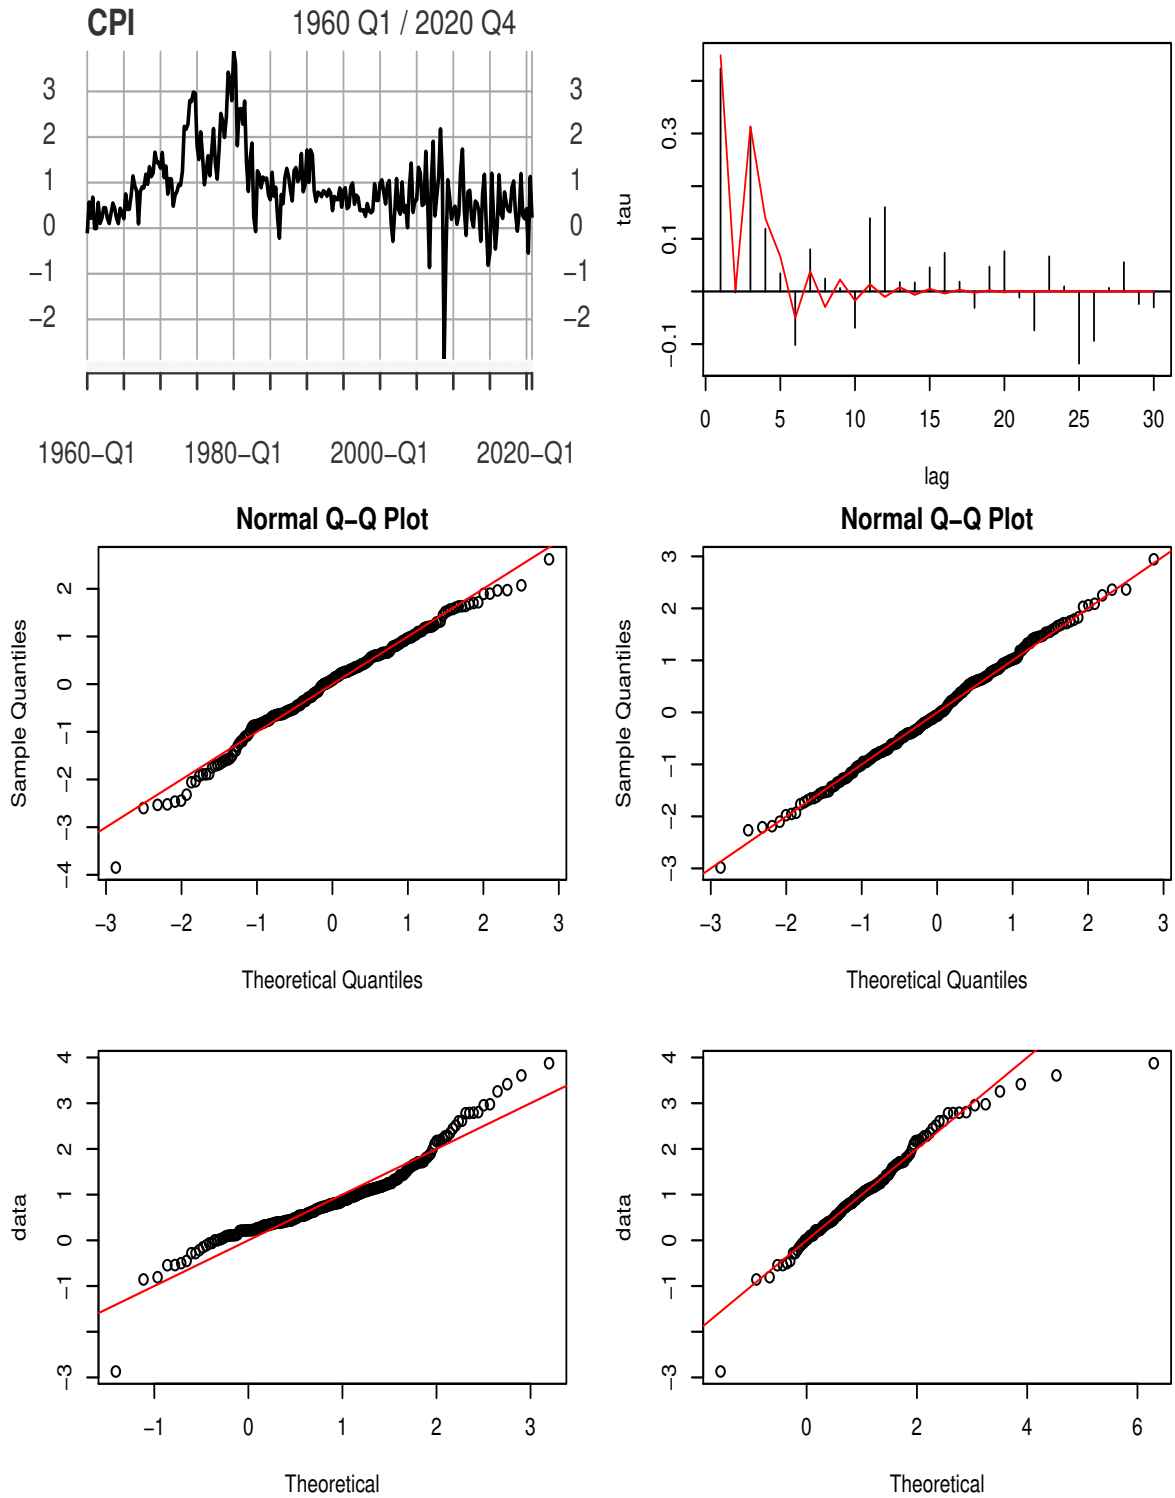 CPI 1960 Q1 / 2020 Q4
3 3
2 2
1 1
0 0
−1 −1
−2 −2
1960−Q1 1980−Q1 2000−Q1 2020−Q1
tau
0.3
0.1
−0.1
0 5 10 15 20 25 30
lag
Normal Q−Q Plot
Sample Quantiles
2
1
0
−1
−2
−3
−4
−3 −2 −1 0 1 2 3
Theoretical Quantiles
Normal Q−Q Plot
Sample Quantiles
3
2
1
0
−1
−2
−3
−3 −2 −1 0 1 2 3
Theoretical Quantiles
data
4
3
2
1
0
−1
−3
−1 0 1 2 3
Theoretical
data
4
3
2
1
0
−1
−3
0 2 4 6
Theoretical